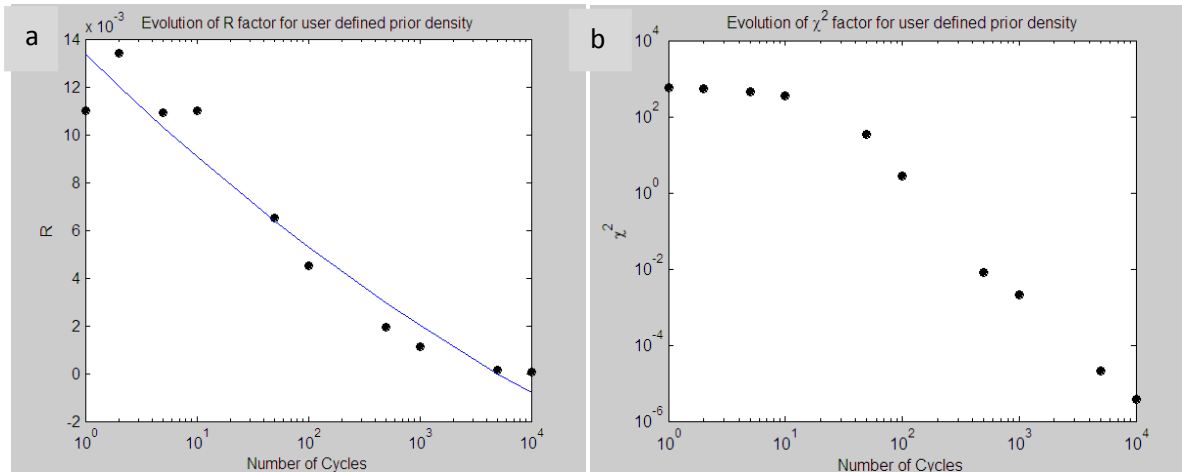 a
Evolution of R factor for user defined prior density
x 10^-3
14
12
10
8
6
4
2
0
-2
R
10^0
10^1
10^2
10^3
10^4
Number of Cycles
b
Evolution of χ^2 factor for user defined prior density
10^4
10^2
10^0
10^-2
10^-4
10^-6
χ^2
10^0
10^1
10^2
10^3
10^4
Number of Cycles